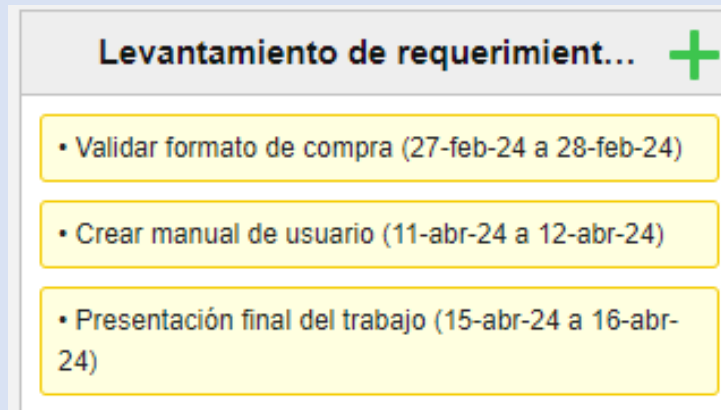 Levantamiento de requerimient...
• Validar formato de compra (27-feb-24 a 28-feb-24)
• Crear manual de usuario (11-abr-24 a 12-abr-24)
• Presentación final del trabajo (15-abr-24 a 16-abr-
24)